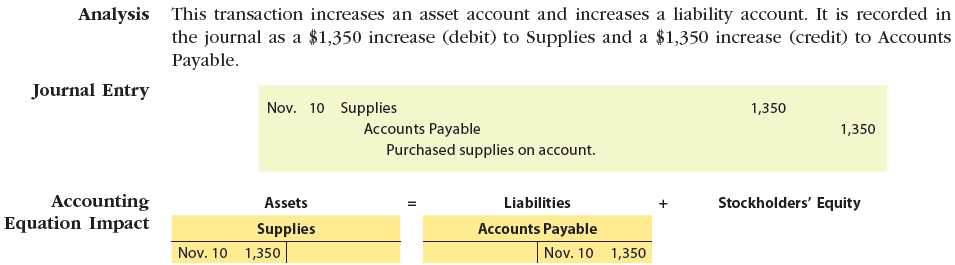 Analysis This transaction increases an asset account and increases a liability account. It is recorded in
the journal as a $1,350 increase (debit) to Supplies and a $1,350 increase (credit) to Accounts
Payable.
Journal Entry
Nov. 10 Supplies 1,350
Accounts Payable 1,350
Purchased supplies on account.
Accounting Assets = Liabilities + Stockholders' Equity
Equation Impact
Supplies Accounts Payable
Nov. 10 1,350 Nov. 10 1,350